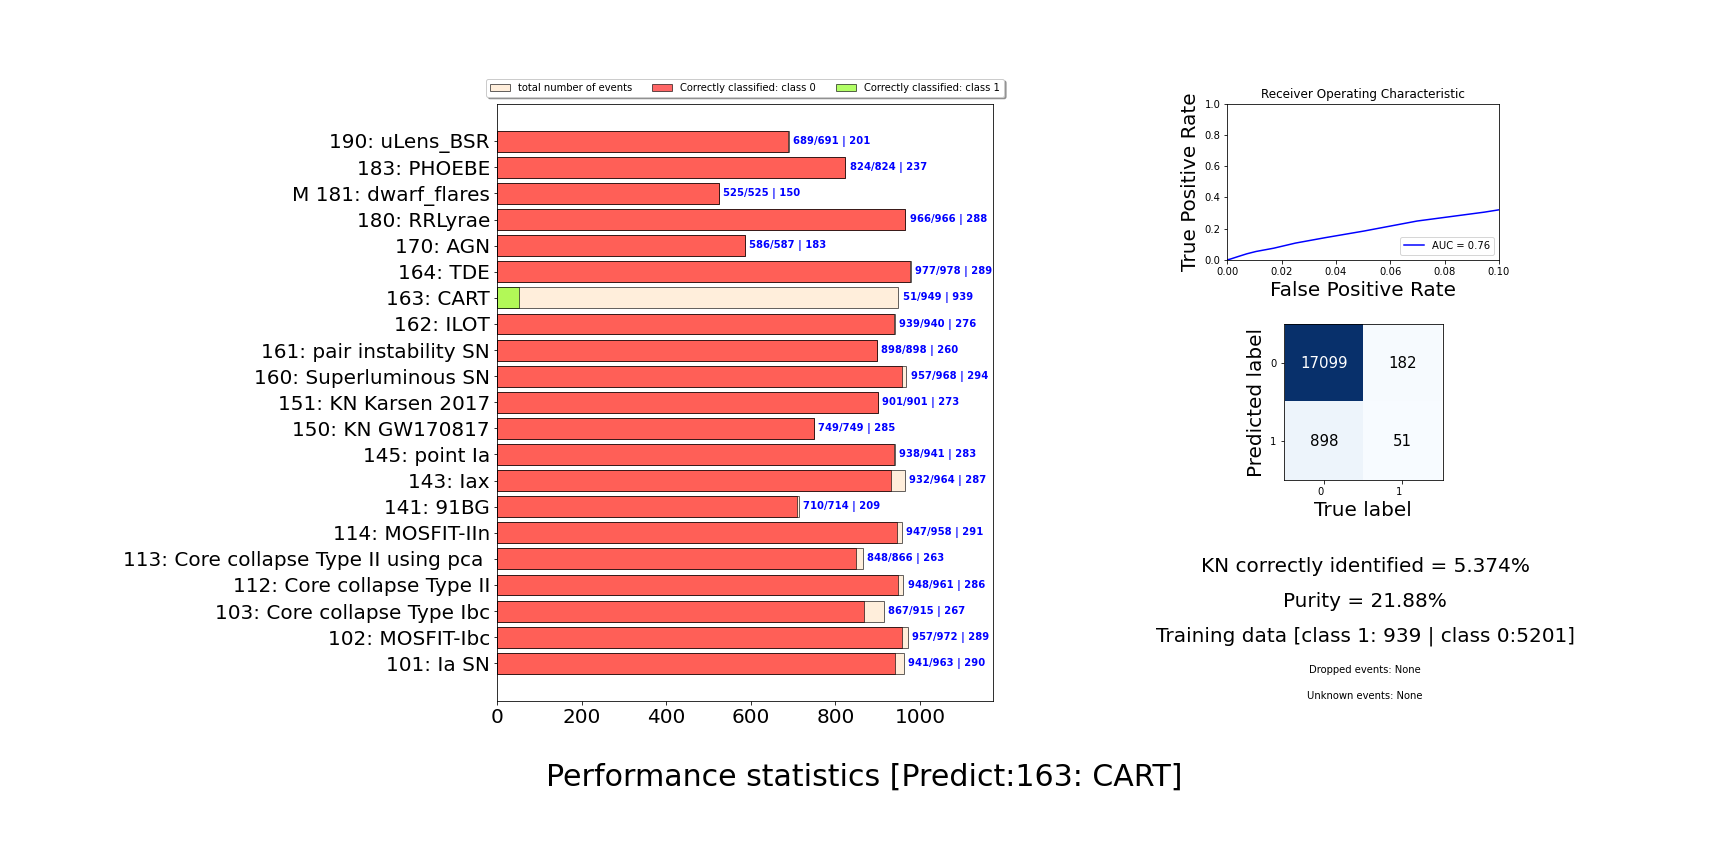 total number of events Correctly classified: class 0 Correctly classified: class 1
190: uLens_BSR 689/691 | 201
183: PHOEBE 824/824 | 237
M 181: dwarf_flares 525/525 | 150
180: RRLyrae 966/966 | 288
170: AGN 586/587 | 183
164: TDE 977/978 | 289
163: CART 51/949 | 939
162: ILOT 939/940 | 276
161: pair instability SN 898/898 | 260
160: Superluminous SN 957/968 | 294
151: KN Karsen 2017 901/901 | 273
150: KN GW170817 749/749 | 285
145: point Ia 938/941 | 283
143: Iax 932/964 | 287
141: 91BG 710/714 | 209
114: MOSFIT-IIn 947/958 | 291
113: Core collapse Type II using pca 848/866 | 263
112: Core collapse Type II 948/961 | 286
103: Core collapse Type Ibc 867/915 | 267
102: MOSFIT-Ibc 957/972 | 289
101: Ia SN 941/963 | 290
0 200 400 600 800 1000
Receiver Operating Characteristic
True Positive Rate
1.0
0.8
0.6
0.4
0.2
0.0
AUC = 0.76
0.00 0.02 0.04 0.06 0.08 0.10
False Positive Rate
Predicted label
0 17099 182
1 898 51
0 1
True label
KN correctly identified = 5.374%
Purity = 21.88%
Training data [class 1: 939 | class 0:5201]
Dropped events: None
Unknown events: None
Performance statistics [Predict:163: CART]